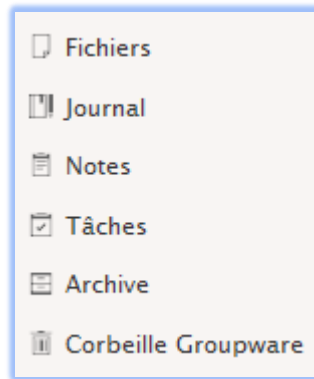 Fichiers
Journal
Notes
Tâches
Archive
Corbeille Groupware